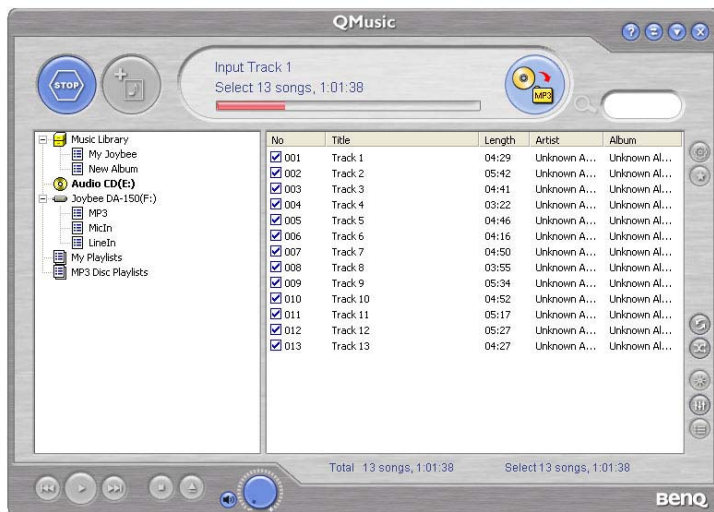 QMusic
STOP
Input Track 1
Select 13 songs, 1:01:38
MP3
Music Library
My Joybee
New Album
Audio CD(E:)
Joybee DA-150(F:)
MP3
MicIn
LineIn
My Playlists
MP3 Disc Playlists
No Title Length Artist Album
001 Track 1 04:29 Unknown A... Unknown Al...
002 Track 2 05:42 Unknown A... Unknown Al...
003 Track 3 04:41 Unknown A... Unknown Al...
004 Track 4 03:22 Unknown A... Unknown Al...
005 Track 5 04:46 Unknown A... Unknown Al...
006 Track 6 04:16 Unknown A... Unknown Al...
007 Track 7 04:50 Unknown A... Unknown Al...
008 Track 8 03:55 Unknown A... Unknown Al...
009 Track 9 05:34 Unknown A... Unknown Al...
010 Track 10 04:52 Unknown A... Unknown Al...
011 Track 11 05:17 Unknown A... Unknown Al...
012 Track 12 05:27 Unknown A... Unknown Al...
013 Track 13 04:27 Unknown A... Unknown Al...
Total 13 songs, 1:01:38 Select 13 songs, 1:01:38
BenQ